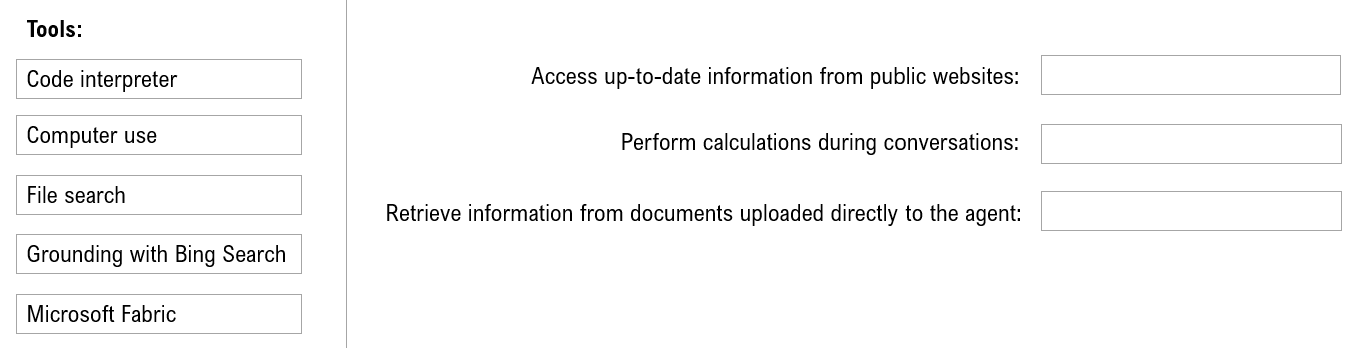 Tools:
Code interpreter
Computer use
File search
Grounding with Bing Search
Microsoft Fabric
Access up-to-date information from public websites:
Perform calculations during conversations:
Retrieve information from documents uploaded directly to the agent: